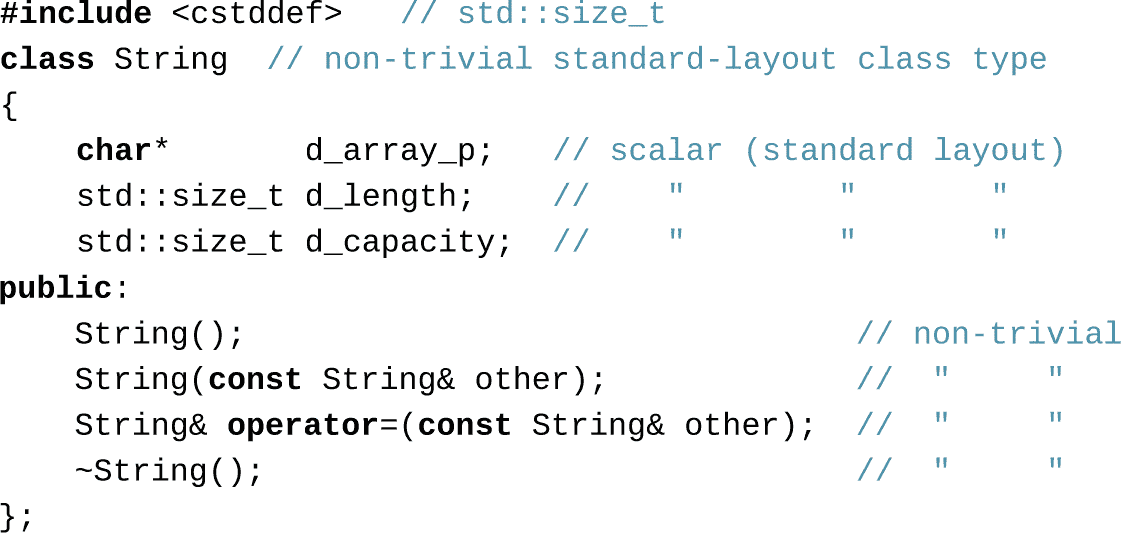 #include <cstddef>   // std::size_t
class String  // non-trivial standard-layout class type
{
    char*       d_array_p;   // scalar (standard layout)
    std::size_t d_length;    //    "        "       "
    std::size_t d_capacity;  //    "        "       "
public:
    String();                                // non-trivial
    String(const String& other);             //  "     "
    String& operator=(const String& other);  //  "     "
    ~String();                               //  "     "
};